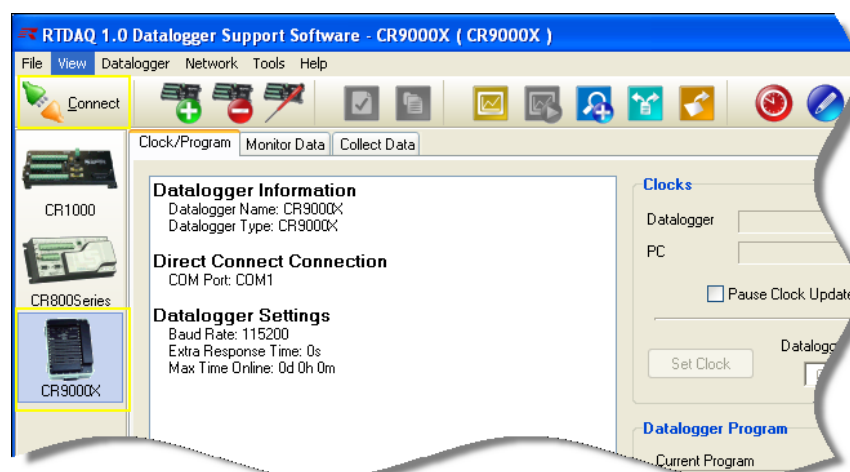 RTDAQ 1.0 Datalogger Support Software - CR9000X ( CR9000X )
File View Datalogger Network Tools Help
Connect
Clock/Program Monitor Data Collect Data
CR1000
CR800Series
CR9000X
Datalogger Information
Datalogger Name: CR9000X
Datalogger Type: CR9000X
Direct Connect Connection
COM Port: COM1
Datalogger Settings
Baud Rate: 115200
Extra Response Time: 0s
Max Time Online: 0d 0h 0m
Clocks
Datalogger
PC
Pause Clock Update
Set Clock
Datalogg
Datalogger Program
Current Program